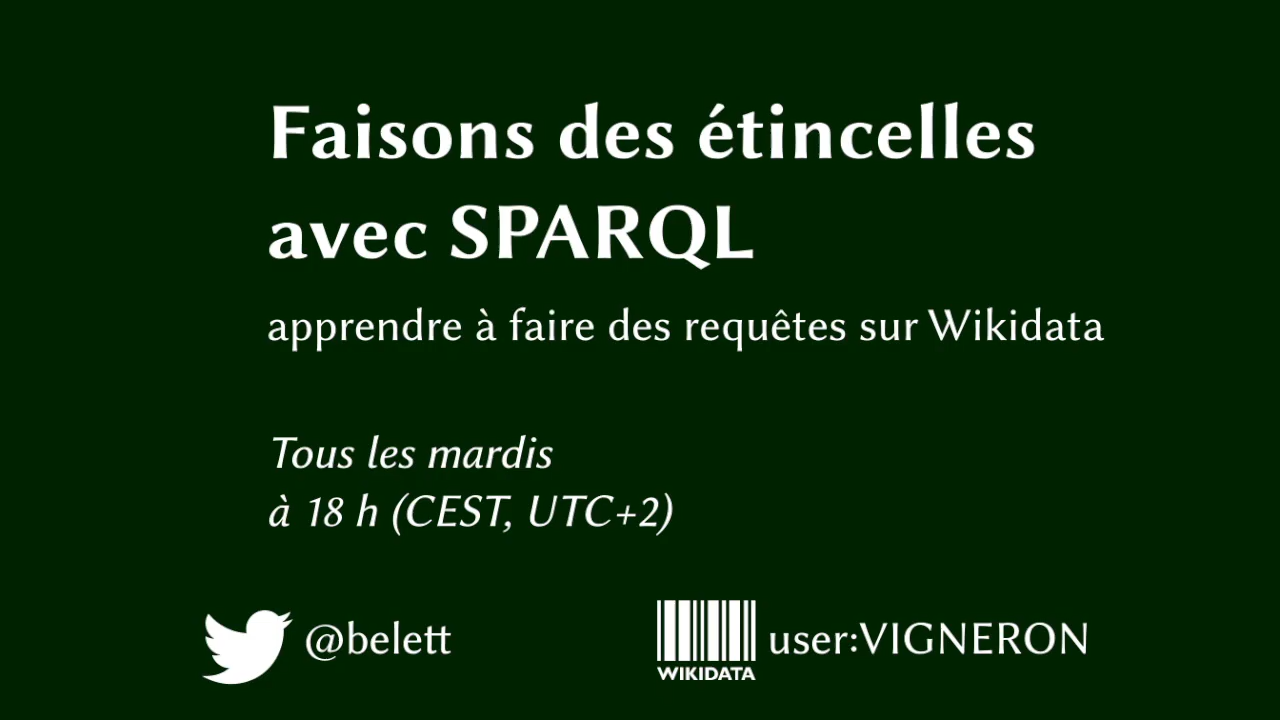 Faisons des étincelles
avec SPARQL
apprendre à faire des requêtes sur Wikidata
Tous les mardis
à 18 h (CEST, UTC+2)
@belett
WIKIDATA
user:VIGNERON